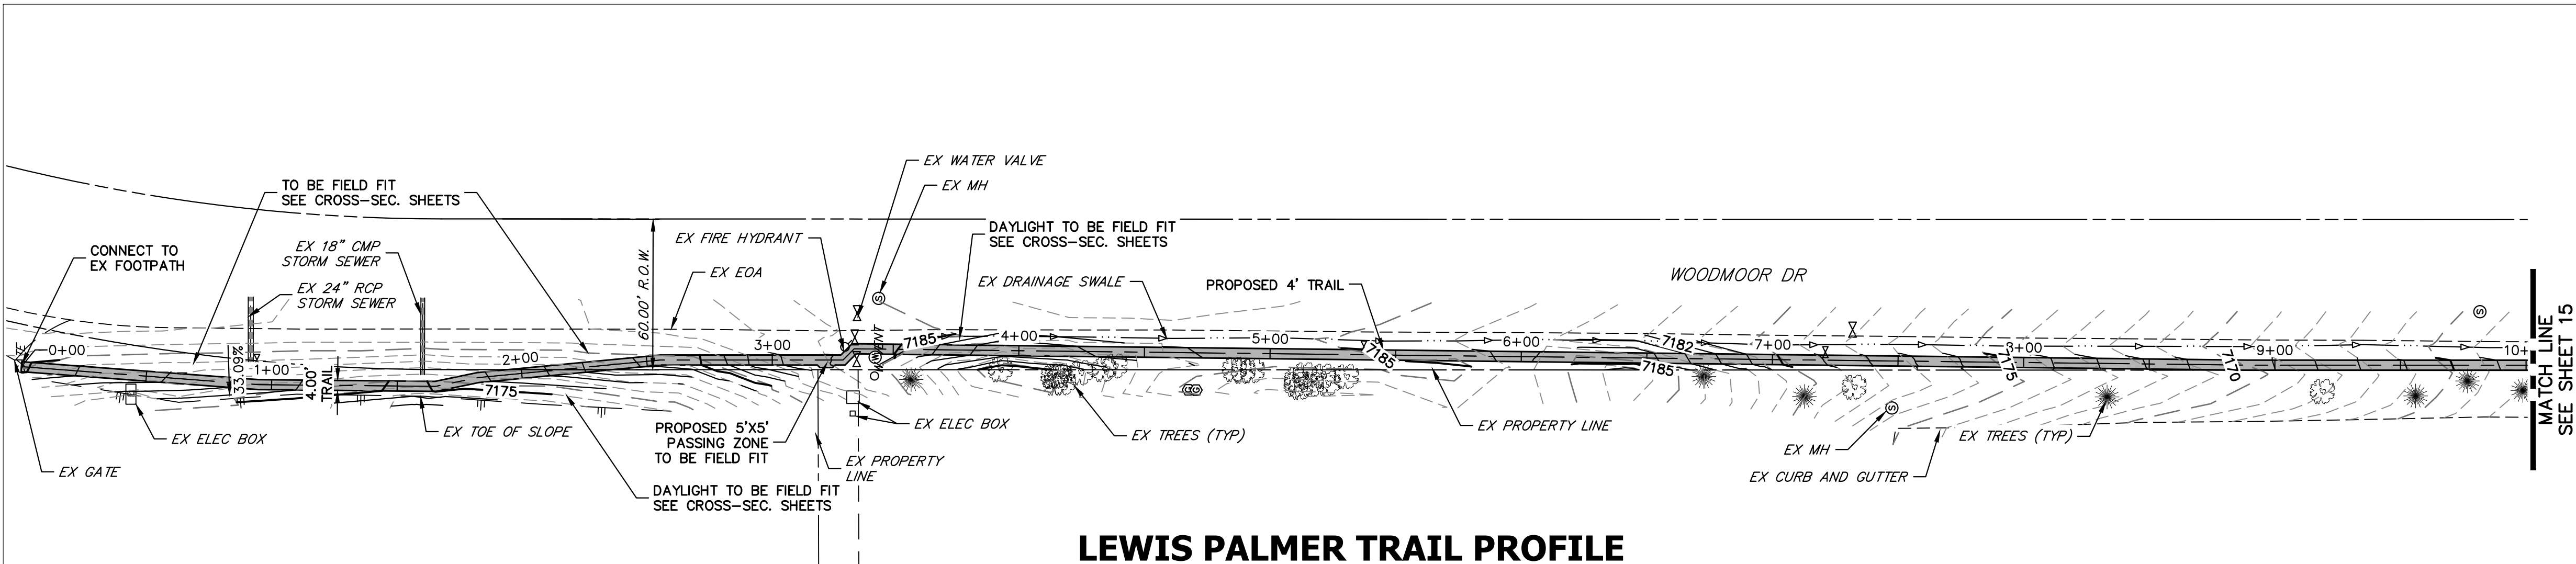 EX WATER VALVE
EX MH
TO BE FIELD FIT
SEE CROSS-SEC. SHEETS
CONNECT TO
EX FOOTPATH
EX 18" CMP
STORM SEWER
EX 24" RCP
STORM SEWER
60.00' R.O.W.
EX FIRE HYDRANT
EX EOA
DAYLIGHT TO BE FIELD FIT
SEE CROSS-SEC. SHEETS
EX DRAINAGE SWALE
PROPOSED 4' TRAIL
WOODMOOR DR
0+00
1+00
2+00
3+00
4+00
5+00
6+00
7+00
8+00
9+00
10+
33.09%
4.00'
TRAIL
7175
7185
7185
7182
7185
7175
7170
S
S
S
S
G
G
MATCH LINE
SEE SHEET 15
EX GATE
EX ELEC BOX
EX TOE OF SLOPE
PROPOSED 5'X5'
PASSING ZONE
TO BE FIELD FIT
DAYLIGHT TO BE FIELD FIT
SEE CROSS-SEC. SHEETS
EX PROPERTY
LINE
EX ELEC BOX
EX TREES (TYP)
EX PROPERTY LINE
EX MH
EX CURB AND GUTTER
EX TREES (TYP)
LEWIS PALMER TRAIL PROFILE